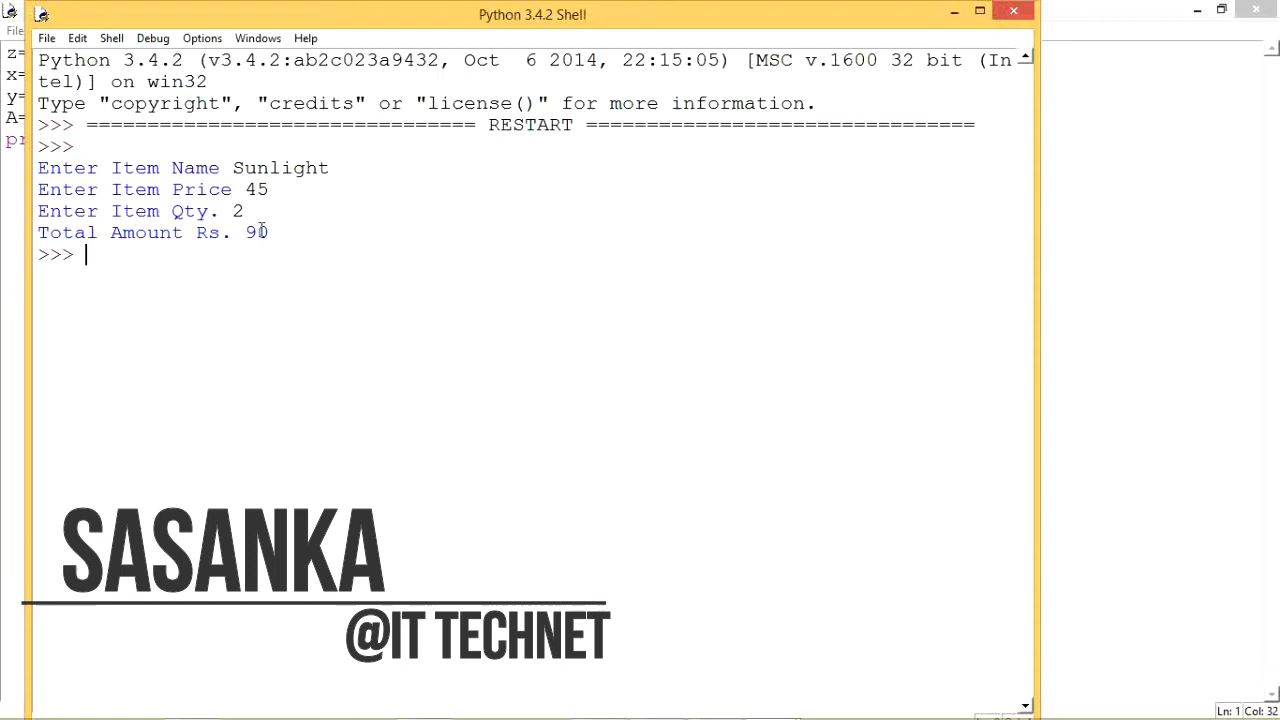 Python 3.4.2 Shell
File
File Edit Shell Debug Options Windows Help
z=
x=
y=
A=
pr
Python 3.4.2 (v3.4.2:ab2c023a9432, Oct  6 2014, 22:15:05) [MSC v.1600 32 bit (In
tel)] on win32
Type "copyright", "credits" or "license()" for more information.
>>> ================================ RESTART ================================
>>>
Enter Item Name Sunlight
Enter Item Price 45
Enter Item Qty. 2
Total Amount Rs. 90
>>>
SASANKA
@IT TECHNET
Ln: 1 Col: 32